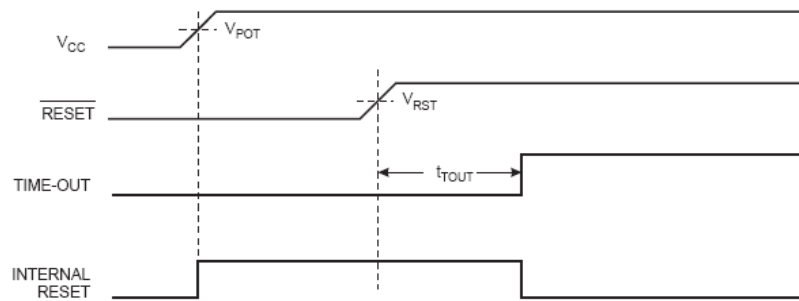 V_CC
V_POT
RESET
V_RST
TIME-OUT
t_TOUT
INTERNAL
RESET